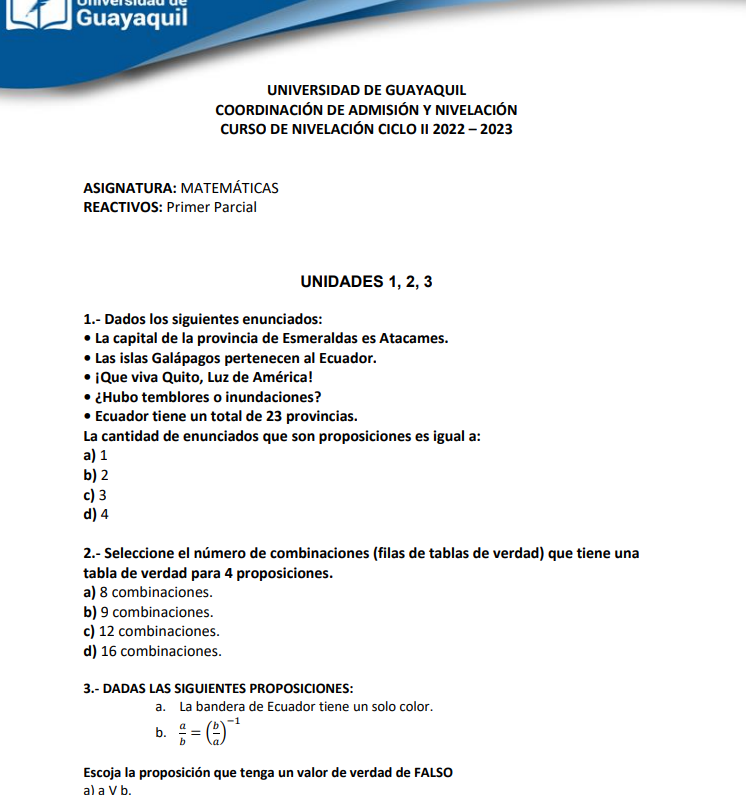 Universidad de
Guayaquil
UNIVERSIDAD DE GUAYAQUIL
COORDINACIÓN DE ADMISIÓN Y NIVELACIÓN
CURSO DE NIVELACIÓN CICLO II 2022 – 2023
ASIGNATURA: MATEMÁTICAS
REACTIVOS: Primer Parcial
UNIDADES 1, 2, 3
1.- Dados los siguientes enunciados:
• La capital de la provincia de Esmeraldas es Atacames.
• Las islas Galápagos pertenecen al Ecuador.
• ¡Que viva Quito, Luz de América!
• ¿Hubo temblores o inundaciones?
• Ecuador tiene un total de 23 provincias.
La cantidad de enunciados que son proposiciones es igual a:
a) 1
b) 2
c) 3
d) 4
2.- Seleccione el número de combinaciones (filas de tablas de verdad) que tiene una
tabla de verdad para 4 proposiciones.
a) 8 combinaciones.
b) 9 combinaciones.
c) 12 combinaciones.
d) 16 combinaciones.
3.- DADAS LAS SIGUIENTES PROPOSICIONES:
a. La bandera de Ecuador tiene un solo color.
b. a/b = (b/a)^−1
Escoja la proposición que tenga un valor de verdad de FALSO
a) a V b.